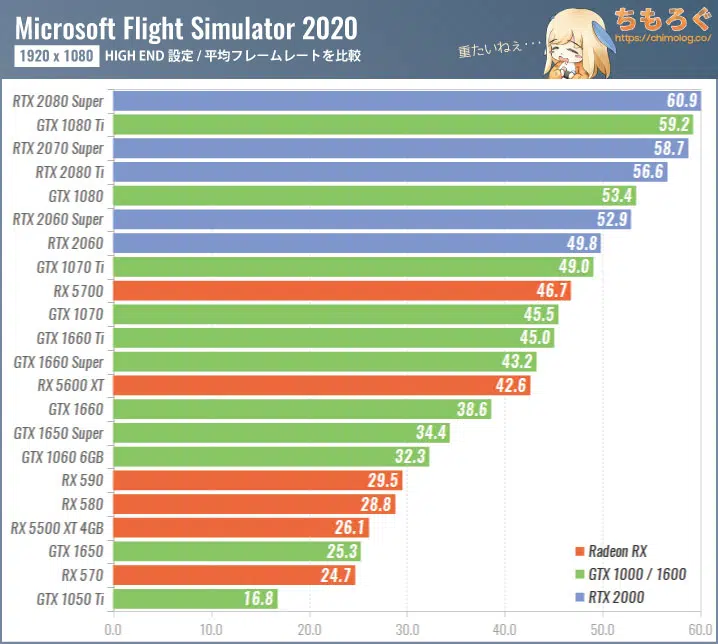 Microsoft Flight Simulator 2020
1920 x 1080 HIGH END 設定 / 平均フレームレートを比較
重たいねぇ・・・
ちもろぐ
https://chimolog.co/
RTX 2080 Super 60.9
GTX 1080 Ti 59.2
RTX 2070 Super 58.7
RTX 2080 Ti 56.6
GTX 1080 53.4
RTX 2060 Super 52.9
RTX 2060 49.8
GTX 1070 Ti 49.0
RX 5700 46.7
GTX 1070 45.5
GTX 1660 Ti 45.0
GTX 1660 Super 43.2
RX 5600 XT 42.6
GTX 1660 38.6
GTX 1650 Super 34.4
GTX 1060 6GB 32.3
RX 590 29.5
RX 580 28.8
RX 5500 XT 4GB 26.1
GTX 1650 25.3
RX 570 24.7
GTX 1050 Ti 16.8
Radeon RX
GTX 1000 / 1600
RTX 2000
0.0 10.0 20.0 30.0 40.0 50.0 60.0